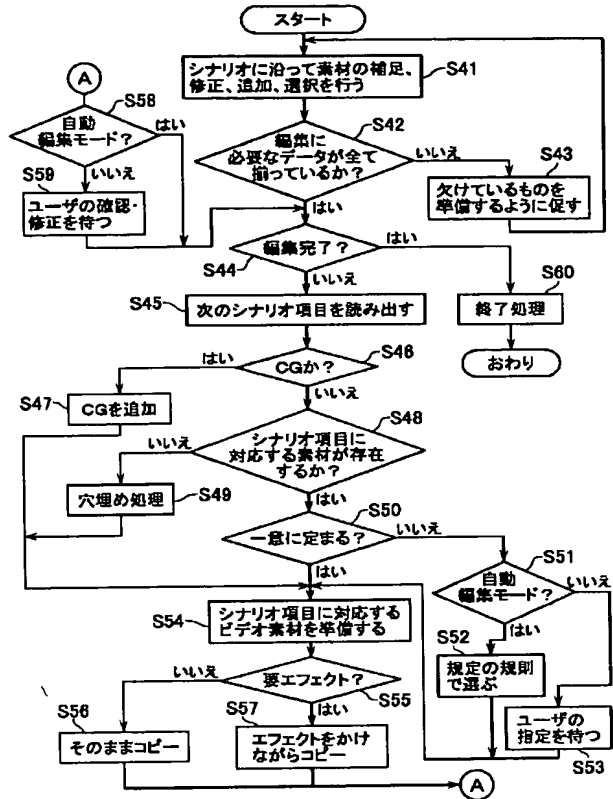 スタート
シナリオに沿って素材の補足、
修正、追加、選択を行う
S41
A
S58
自動
編集モード?
はい
いいえ
S59
ユーザの確認・
修正を待つ
S42
編集に
必要なデータが全て
揃っているか?
いいえ
はい
S43
欠けているものを
準備するように促す
編集完了?
はい
S44
いいえ
S60
終了処理
おわり
S45
次のシナリオ項目を読み出す
S46
CGか?
はい
いいえ
S47
CGを追加
S48
シナリオ項目に
対応する素材が存在
するか?
いいえ
はい
穴埋め処理
S49
S50
一意に定まる?
いいえ
はい
S51
自動
編集モード?
いいえ
はい
S52
規定の規則
で選ぶ
ユーザの
指定を待つ
S53
S54
シナリオ項目に対応する
ビデオ素材を準備する
要エフェクト?
いいえ
S55
はい
S56
そのままコピー
S57
エフェクトをかけ
ながらコピー
A